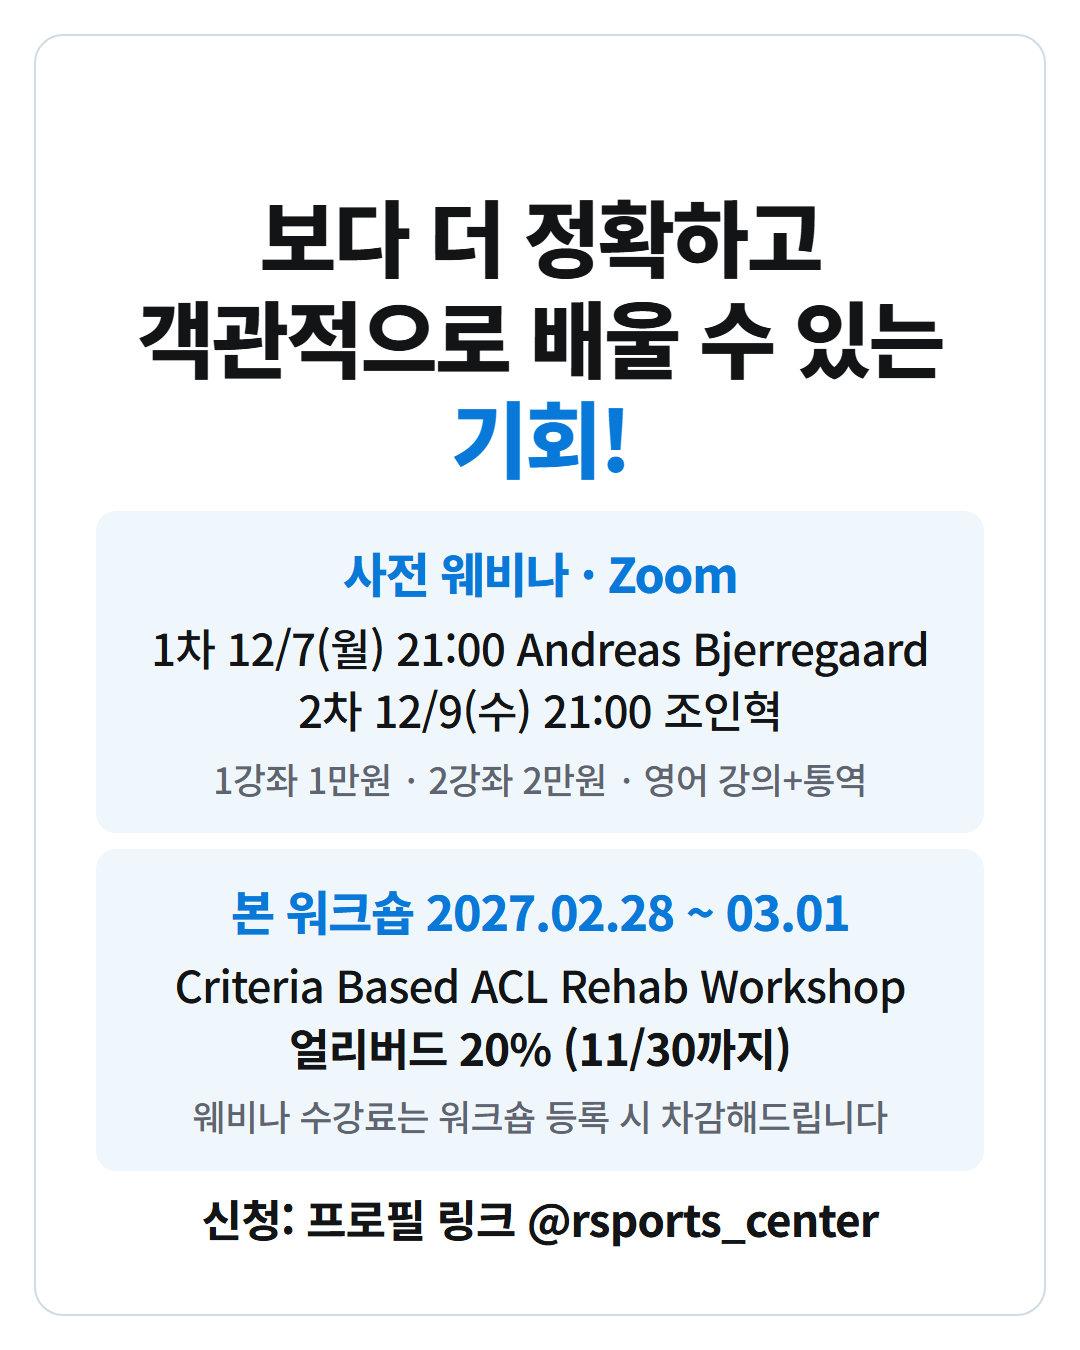 보다 더 정확하고
객관적으로 배울 수 있는
기회!
사전 웨비나 · Zoom
1차 12/7(월) 21:00 Andreas Bjerregaard
2차 12/9(수) 21:00 조인혁
1강좌 1만원 · 2강좌 2만원 · 영어 강의+통역
본 워크숍 2027.02.28 ~ 03.01
Criteria Based ACL Rehab Workshop
얼리버드 20% (11/30까지)
웨비나 수강료는 워크숍 등록 시 차감해드립니다
신청: 프로필 링크 @rsports_center